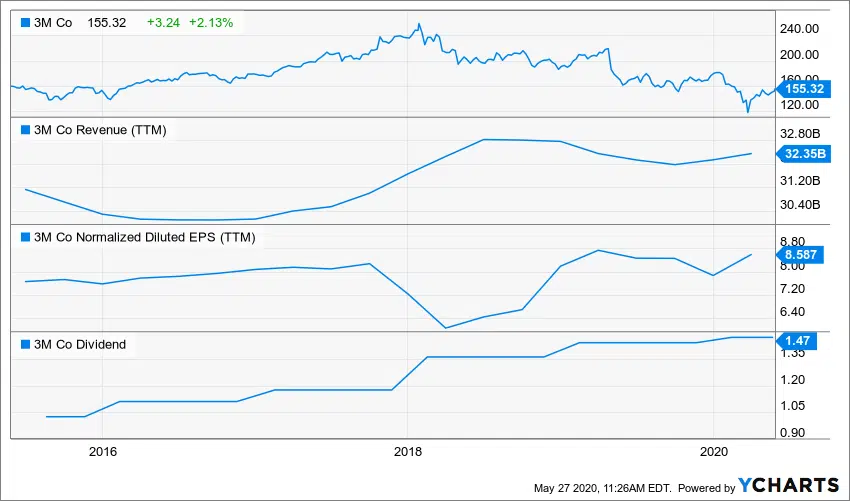 3M Co 155.32 +3.24 +2.13%
240.00
200.00
160.00
155.32
120.00
3M Co Revenue (TTM)
32.80B
32.35B
31.20B
30.40B
3M Co Normalized Diluted EPS (TTM)
8.80
8.587
8.00
7.20
6.40
3M Co Dividend
1.47
1.35
1.20
1.05
0.90
2016 2018 2020
May 27 2020, 11:26AM EDT. Powered by YCHARTS